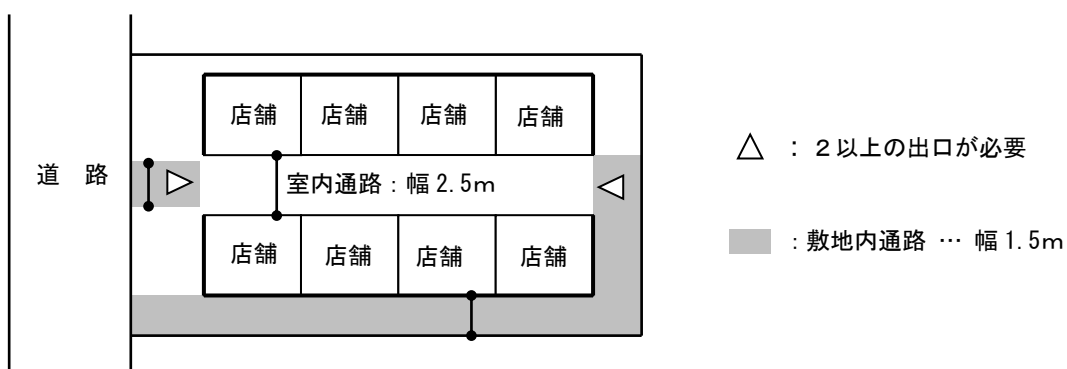 店舗 店舗 店舗 店舗
道 路
室内通路：幅 2.5ｍ
店舗 店舗 店舗 店舗
△ ：２以上の出口が必要
：敷地内通路 … 幅 1.5ｍ